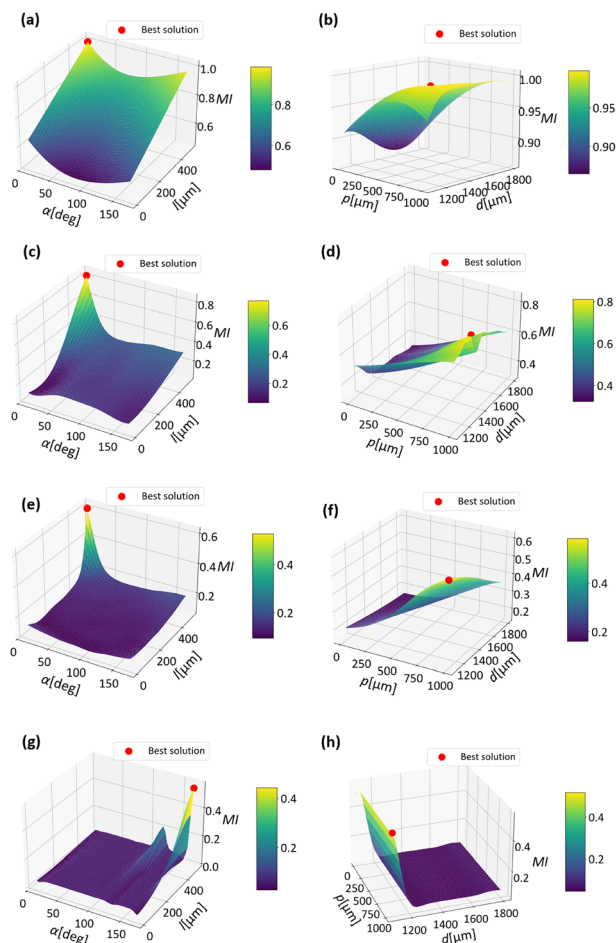 (a)
Best solution
1.0
MI
0.8
0.6
0.8
0.6
400
200
0
l[μm]
0
50
100
150
α[deg]
(b)
Best solution
1.00
MI
0.95
0.90
0.95
0.90
0
250
500
750
1000
p[μm]
1200
1400
1600
1800
d[μm]
(c)
Best solution
0.8
MI
0.6
0.4
0.2
0.6
0.4
0.2
400
200
0
l[μm]
0
50
100
150
α[deg]
(d)
Best solution
0.8
MI
0.6
0.4
0.8
0.6
0.4
0
250
500
750
1000
p[μm]
1200
1400
1600
1800
d[μm]
(e)
Best solution
0.6
MI
0.4
0.2
0.4
0.2
400
200
0
l[μm]
0
50
100
150
α[deg]
(f)
Best solution
0.6
0.5
MI
0.4
0.3
0.2
0.4
0.2
0
250
500
750
1000
p[μm]
1200
1400
1600
1800
d[μm]
(g)
Best solution
0.4
MI
0.2
0.0
0.4
0.2
400
200
0
l[μm]
0
50
100
150
α[deg]
(h)
Best solution
0.4
MI
0.2
0.4
0.2
0
250
500
750
1000
p[μm]
1200
1400
1600
1800
d[μm]